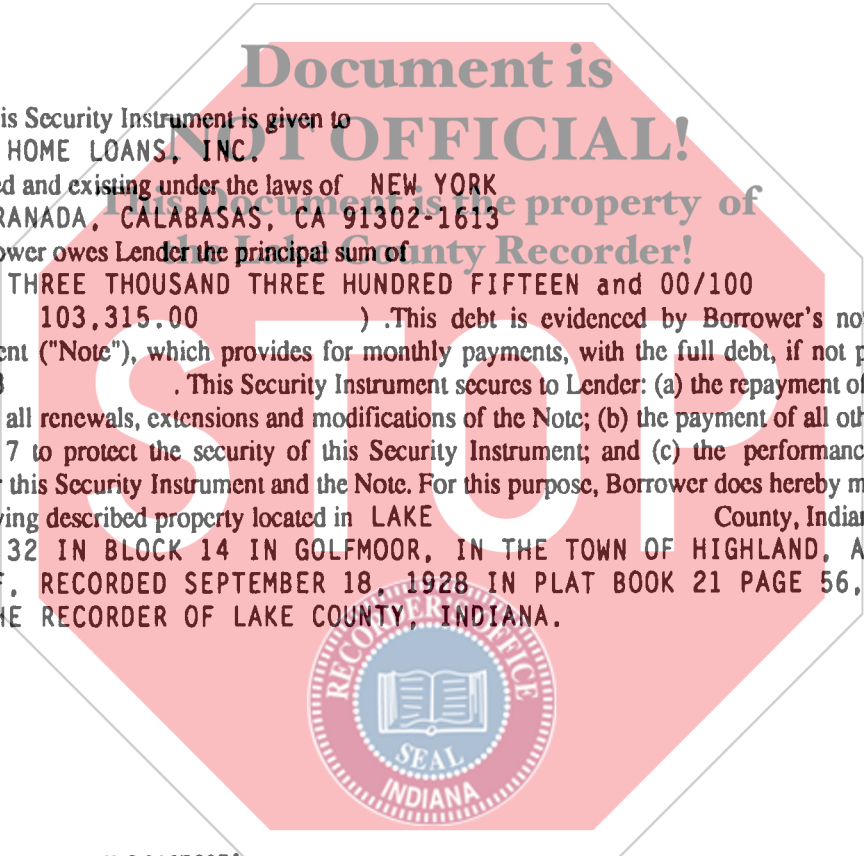 Document is
is Security Instrument is given to
NOT OFFICIAL!
HOME LOANS, INC.
ed and existing under the laws of NEW YORK
This Document is the property of
RANADA, CALABASAS, CA 91302-1613
ower owes Lender the principal sum of
the Lake County Recorder!
THREE THOUSAND THREE HUNDRED FIFTEEN and 00/100
103,315.00 ) .This debt is evidenced by Borrower's no
ent ("Note"), which provides for monthly payments, with the full debt, if not p
. This Security Instrument secures to Lender: (a) the repayment of
all renewals, extensions and modifications of the Note; (b) the payment of all oth
7 to protect the security of this Security Instrument; and (c) the performanc
this Security Instrument and the Note. For this purpose, Borrower does hereby m
ving described property located in LAKE County, Indian
32 IN BLOCK 14 IN GOLFMOOR, IN THE TOWN OF HIGHLAND, A
F, RECORDED SEPTEMBER 18, 1928 IN PLAT BOOK 21 PAGE 56,
HE RECORDER OF LAKE COUNTY, INDIANA.
STOP
RECORDER'S OFFICE
SEAL
INDIANA